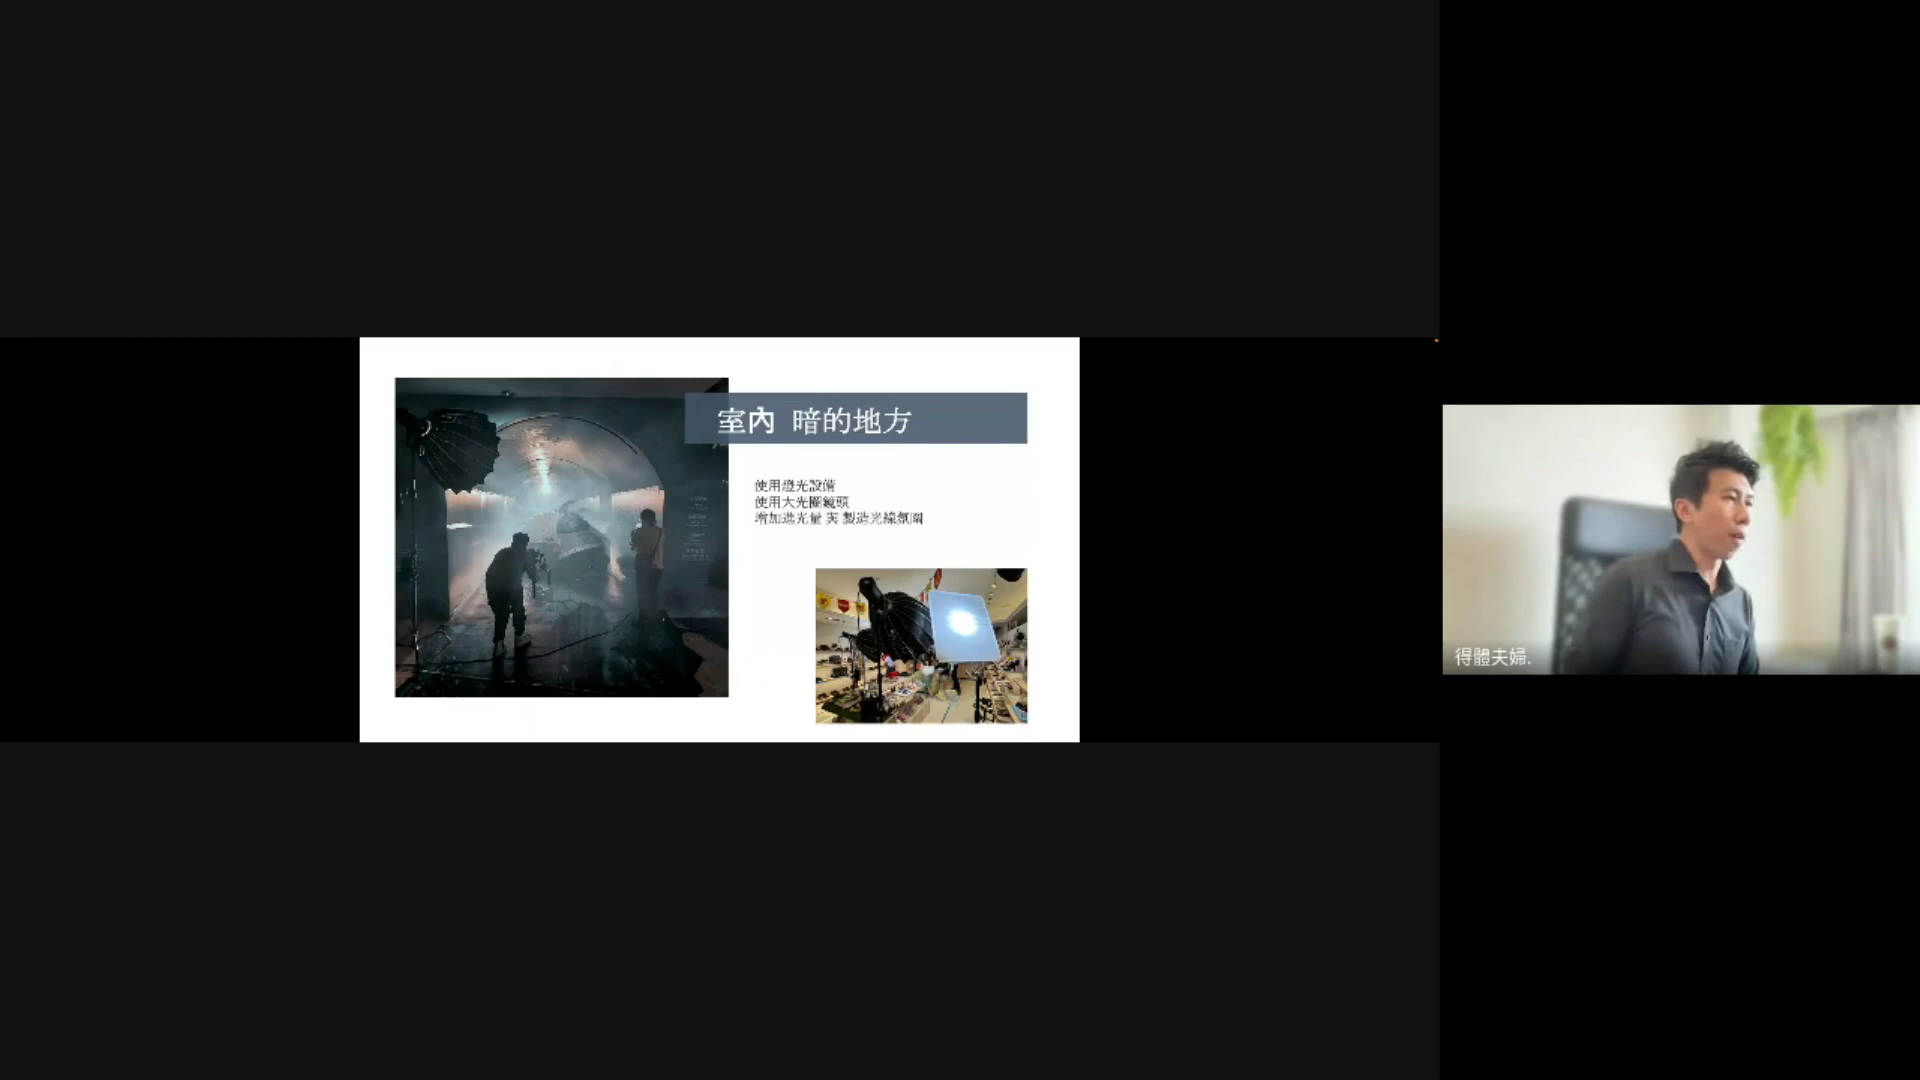 室內 暗的地方
使用燈光設備
使用大光圈鏡頭
增加進光量 與 製造光線氛圍
得體夫婦.